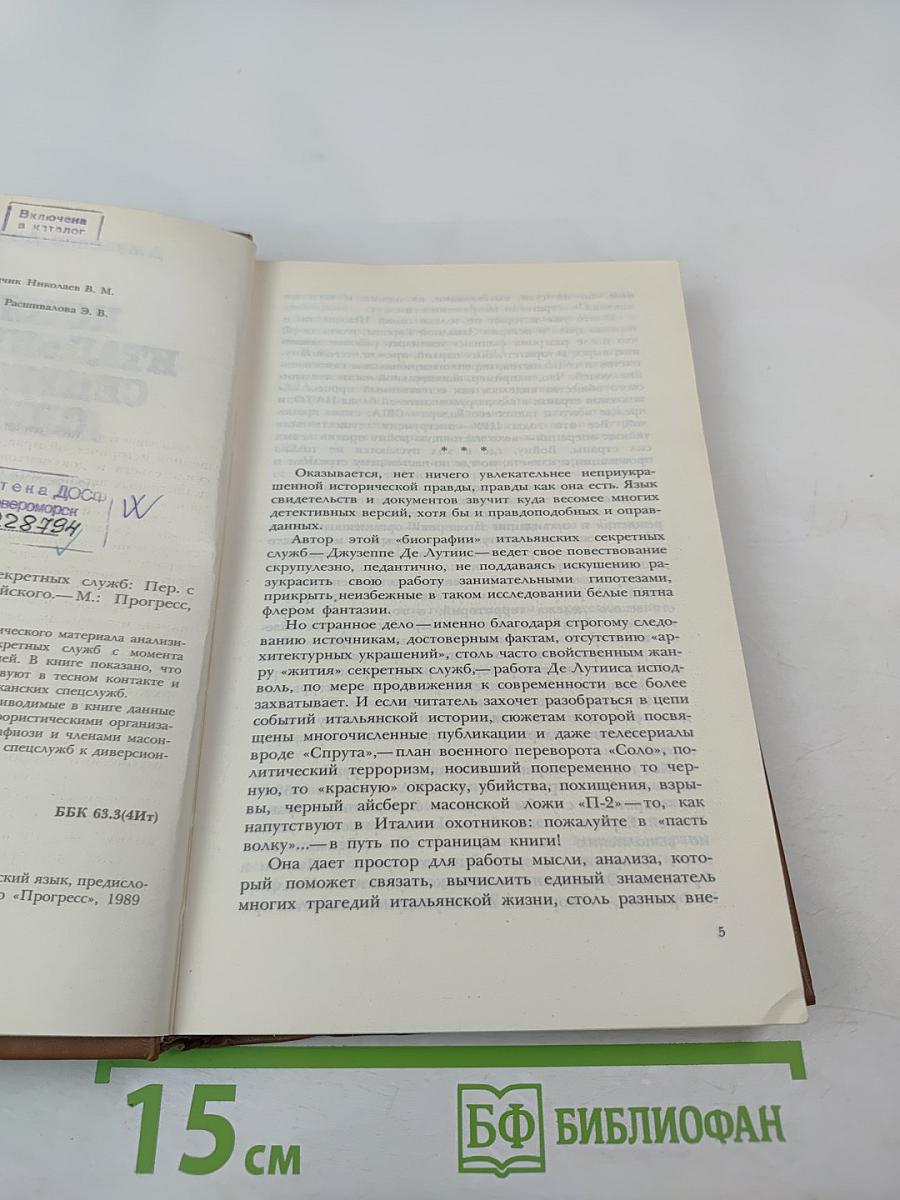 Включена
в каталог
чик Николаев В. М.
Расшивалова Э. В.
тека ДОСФ
вероморск
228794
екретных служб: Пер. с
йского.— М.: Прогресс,
ического материала анализи-
кретных служб с момента
ней. В книге показано, что
твуют в тесном контакте и
канских спецслужб.
иводимые в книге данные
рористическими организа-
афиози и членами масон-
спецслужб к диверсион-
ББК 63.3(4Ит)
ский язык, предисло-
о «Прогресс», 1989
* * *
Оказывается, нет ничего увлекательнее неприукра-
шенной исторической правды, правды как она есть. Язык
свидетельств и документов звучит куда весомее многих
детективных версий, хотя бы и правдоподобных и оправ-
данных.
Автор этой «биографии» итальянских секретных
служб — Джузеппе Де Лутиис — ведет свое повествование
скрупулезно, педантично, не поддаваясь искушению ра-
зукрасить свою работу занимательными гипотезами,
прикрыть неизбежные в таком исследовании белые пятна
флером фантазии.
Но странное дело — именно благодаря строгому следо-
ванию источникам, достоверным фактам, отсутствию «ар-
хитектурных украшений», столь часто свойственным жан-
ру «жития» секретных служб,— работа Де Лутииса испод-
воль, по мере продвижения к современности все более
захватывает. И если читатель захочет разобраться в цепи
событий итальянской истории, сюжетам которой посвя-
щены многочисленные публикации и даже телесериалы
вроде «Спрута»,— план военного переворота «Соло», по-
литический терроризм, носивший попеременно то чер-
ную, то «красную» окраску, убийства, похищения, взры-
вы, черный айсберг масонской ложи «П-2» — то, как
напутствуют в Италии охотников: пожалуйте в «пасть
волку»...— в путь по страницам книги!
Она дает простор для работы мысли, анализа, кото-
рый поможет связать, вычислить единый знаменатель
многих трагедий итальянской жизни, столь разных вне-
5
15 см
БФ БИБЛИОФАН